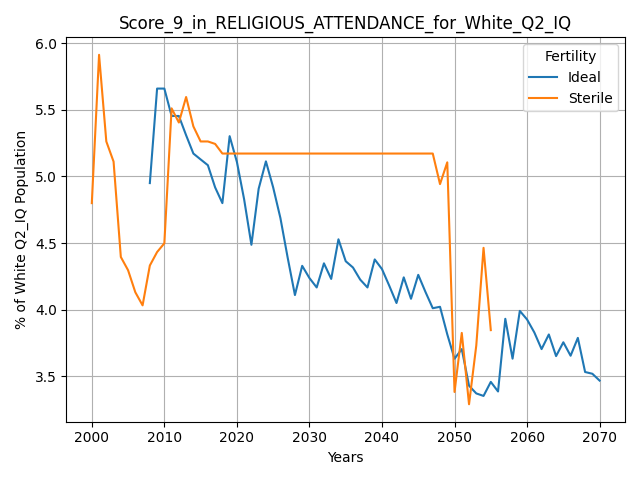 Score_9_in_RELIGIOUS_ATTENDANCE_for_White_Q2_IQ
% of White Q2_IQ Population
6.0
5.5
5.0
4.5
4.0
3.5
Fertility
Ideal
Sterile
2000 2010 2020 2030 2040 2050 2060 2070
Years